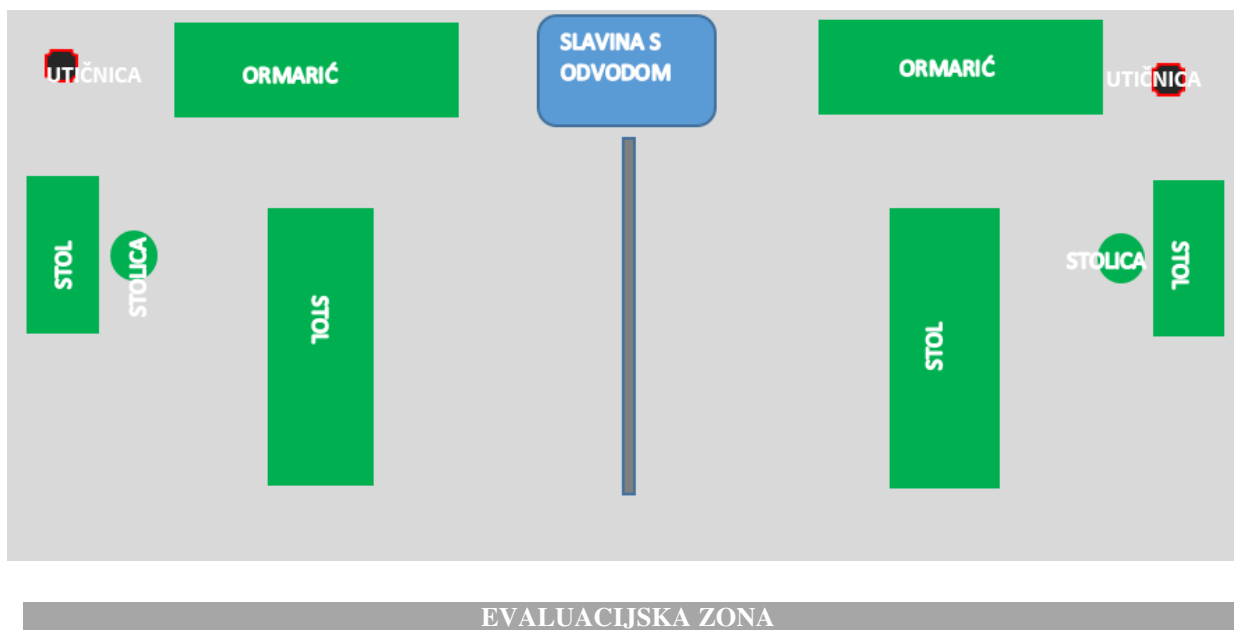 SLAVINA S
ODVODOM
UTIČNICA
ORMARIĆ
ORMARIĆ
UTIČNICA
STOL
STOLICA
STOL
STOL
STOLICA
STOL
EVALUACIJSKA ZONA